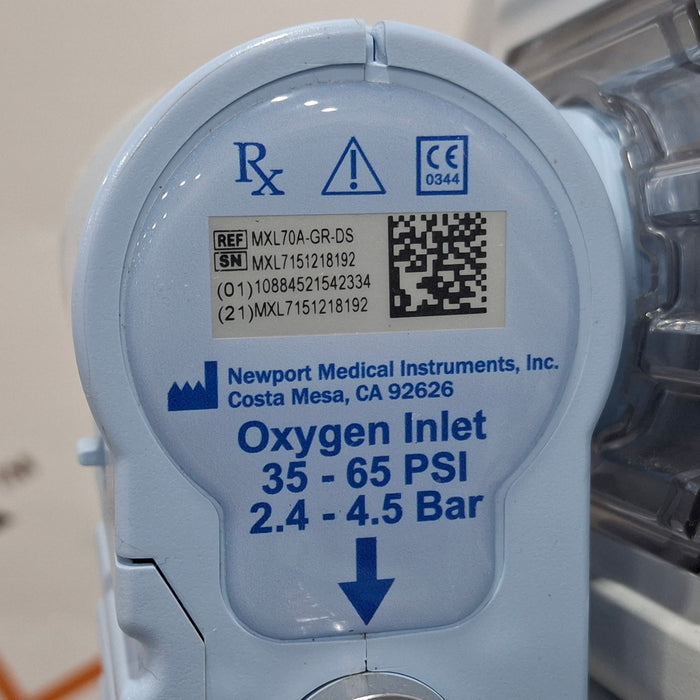 Rx
CE
0344
REF MXL70A-GR-DS
SN MXL7151218192
(01)10884521542334
(21)MXL7151218192
Newport Medical Instruments, Inc.
Costa Mesa, CA 92626
Oxygen Inlet
35 - 65 PSI
2.4 - 4.5 Bar